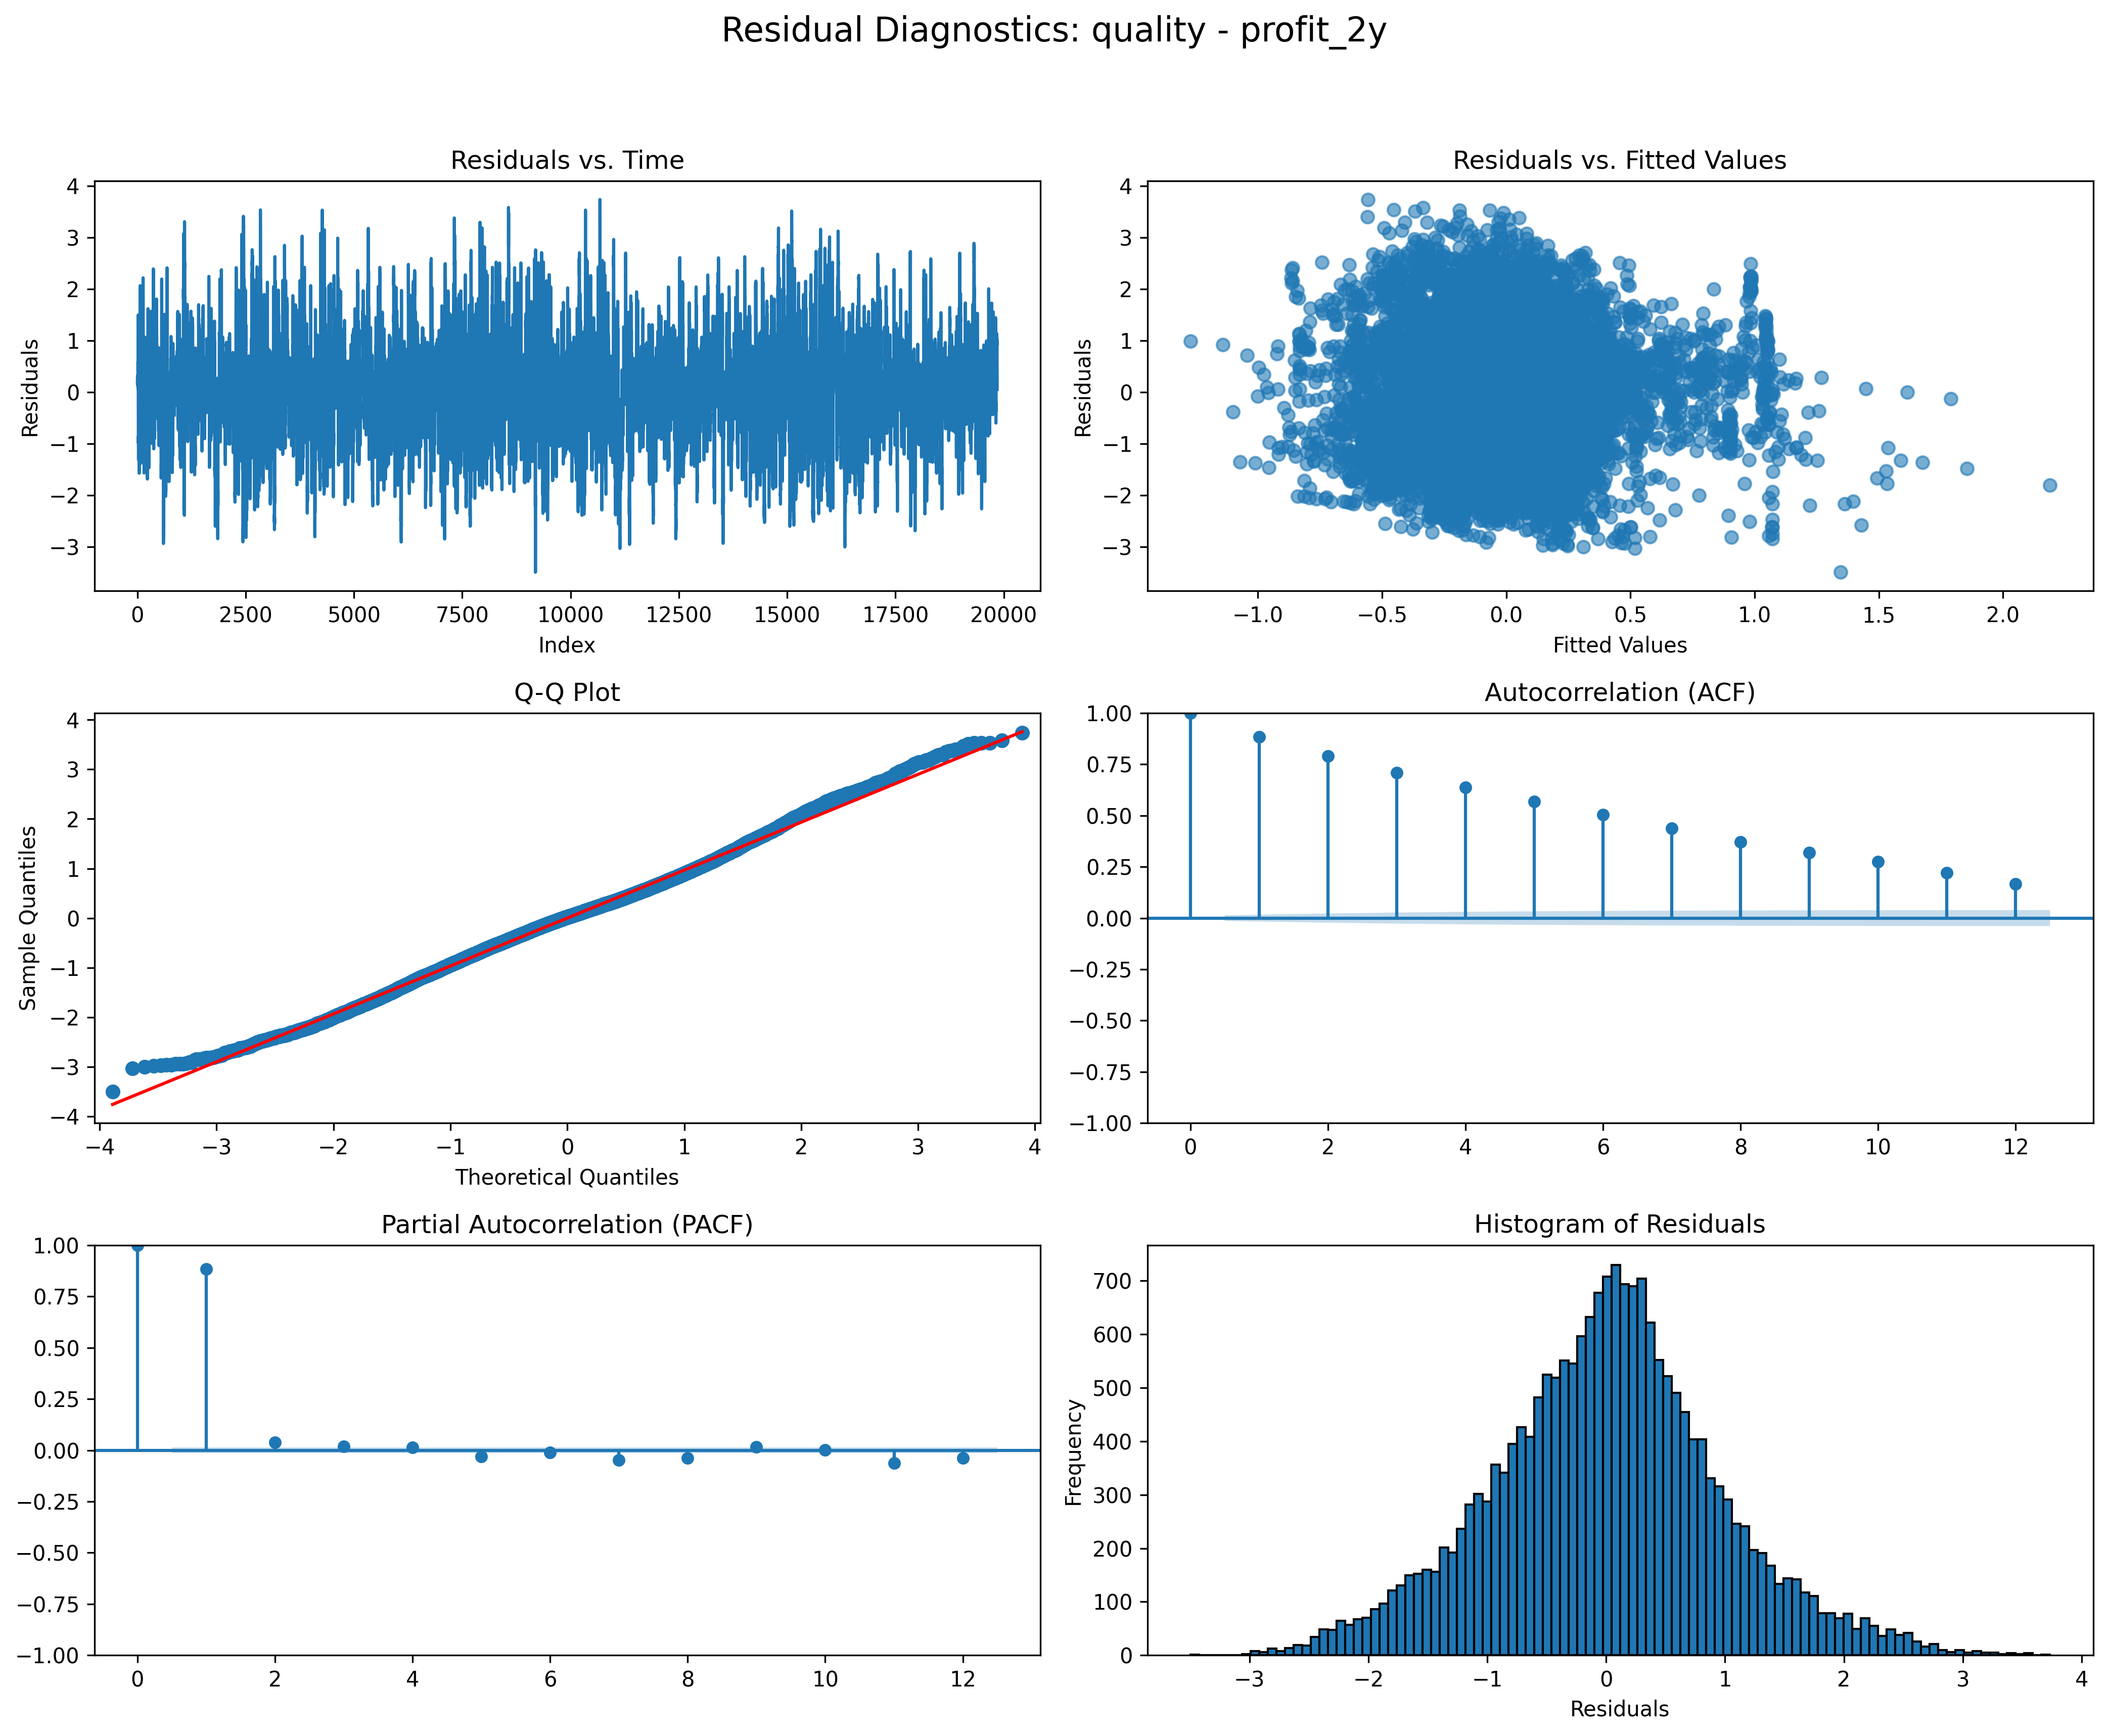 Residual Diagnostics: quality - profit_2y
Residuals vs. Time
Residuals
4
3
2
1
0
−1
−2
−3
0 2500 5000 7500 10000 12500 15000 17500 20000
Index
Residuals vs. Fitted Values
Residuals
4
3
2
1
0
−1
−2
−3
−1.0 −0.5 0.0 0.5 1.0 1.5 2.0
Fitted Values
Q-Q Plot
Sample Quantiles
4
3
2
1
0
−1
−2
−3
−4
−4 −3 −2 −1 0 1 2 3 4
Theoretical Quantiles
Autocorrelation (ACF)
1.00
0.75
0.50
0.25
0.00
−0.25
−0.50
−0.75
−1.00
0 2 4 6 8 10 12
Partial Autocorrelation (PACF)
1.00
0.75
0.50
0.25
0.00
−0.25
−0.50
−0.75
−1.00
0 2 4 6 8 10 12
Histogram of Residuals
Frequency
700
600
500
400
300
200
100
0
−3 −2 −1 0 1 2 3 4
Residuals